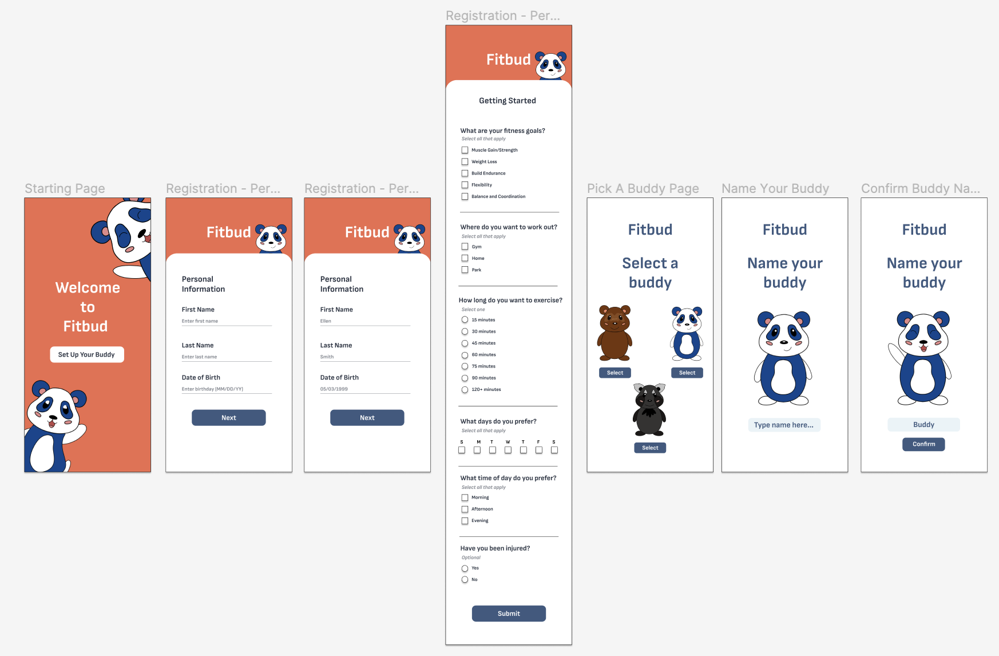 Starting Page
Welcome
to
Fitbud
Set Up Your Buddy
Registration - Per...
Fitbud
Personal
Information
First Name
Enter first name
Last Name
Enter last name
Date of Birth
Enter birthday (MM/DD/YY)
Next
Registration - Per...
Fitbud
Personal
Information
First Name
Ellen
Last Name
Smith
Date of Birth
05/03/1999
Next
Registration - Per...
Fitbud
Getting Started
What are your fitness goals?
Select all that apply
Muscle Gain/Strength
Weight Loss
Build Endurance
Flexibility
Balance and Coordination
Where do you want to work out?
Select all that apply
Gym
Home
Park
How long do you want to exercise?
Select one
15 minutes
30 minutes
45 minutes
60 minutes
75 minutes
90 minutes
120+ minutes
What days do you prefer?
Select all that apply
S M T W T F S
What time of day do you prefer?
Select all that apply
Morning
Afternoon
Evening
Have you been injured?
Optional
Yes
No
Submit
Pick A Buddy Page
Fitbud
Select a
buddy
Select
Select
Select
Name Your Buddy
Fitbud
Name your
buddy
Type name here...
Confirm Buddy Na...
Fitbud
Name your
buddy
Buddy
Confirm